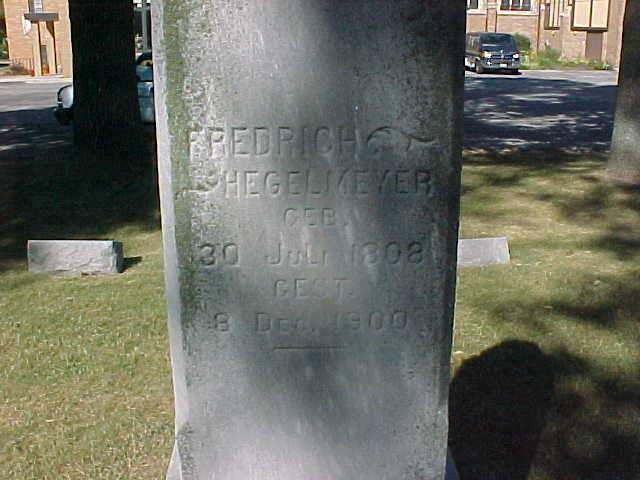 FREDRICH
HEGELMEYER
GEB.
30 JULI 1808
GEST.
8 DEC. 1900